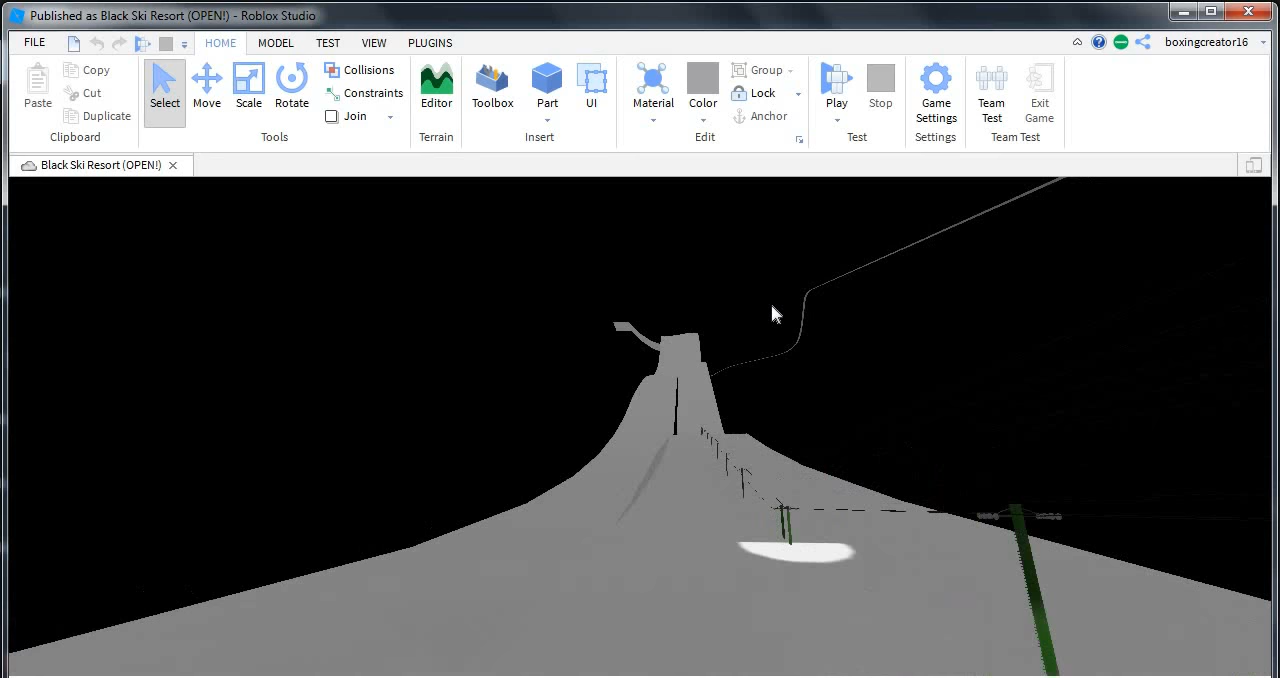 Published as Black Ski Resort (OPEN!) - Roblox Studio
FILE HOME MODEL TEST VIEW PLUGINS boxingcreator16
Paste Copy Cut Duplicate Clipboard
Select Move Scale Rotate Collisions Constraints Join Tools
Editor Terrain
Toolbox Part UI Insert
Material Color Group Lock Anchor Edit
Play Stop Test
Game Settings Settings
Team Test Exit Game Team Test
Black Ski Resort (OPEN!)